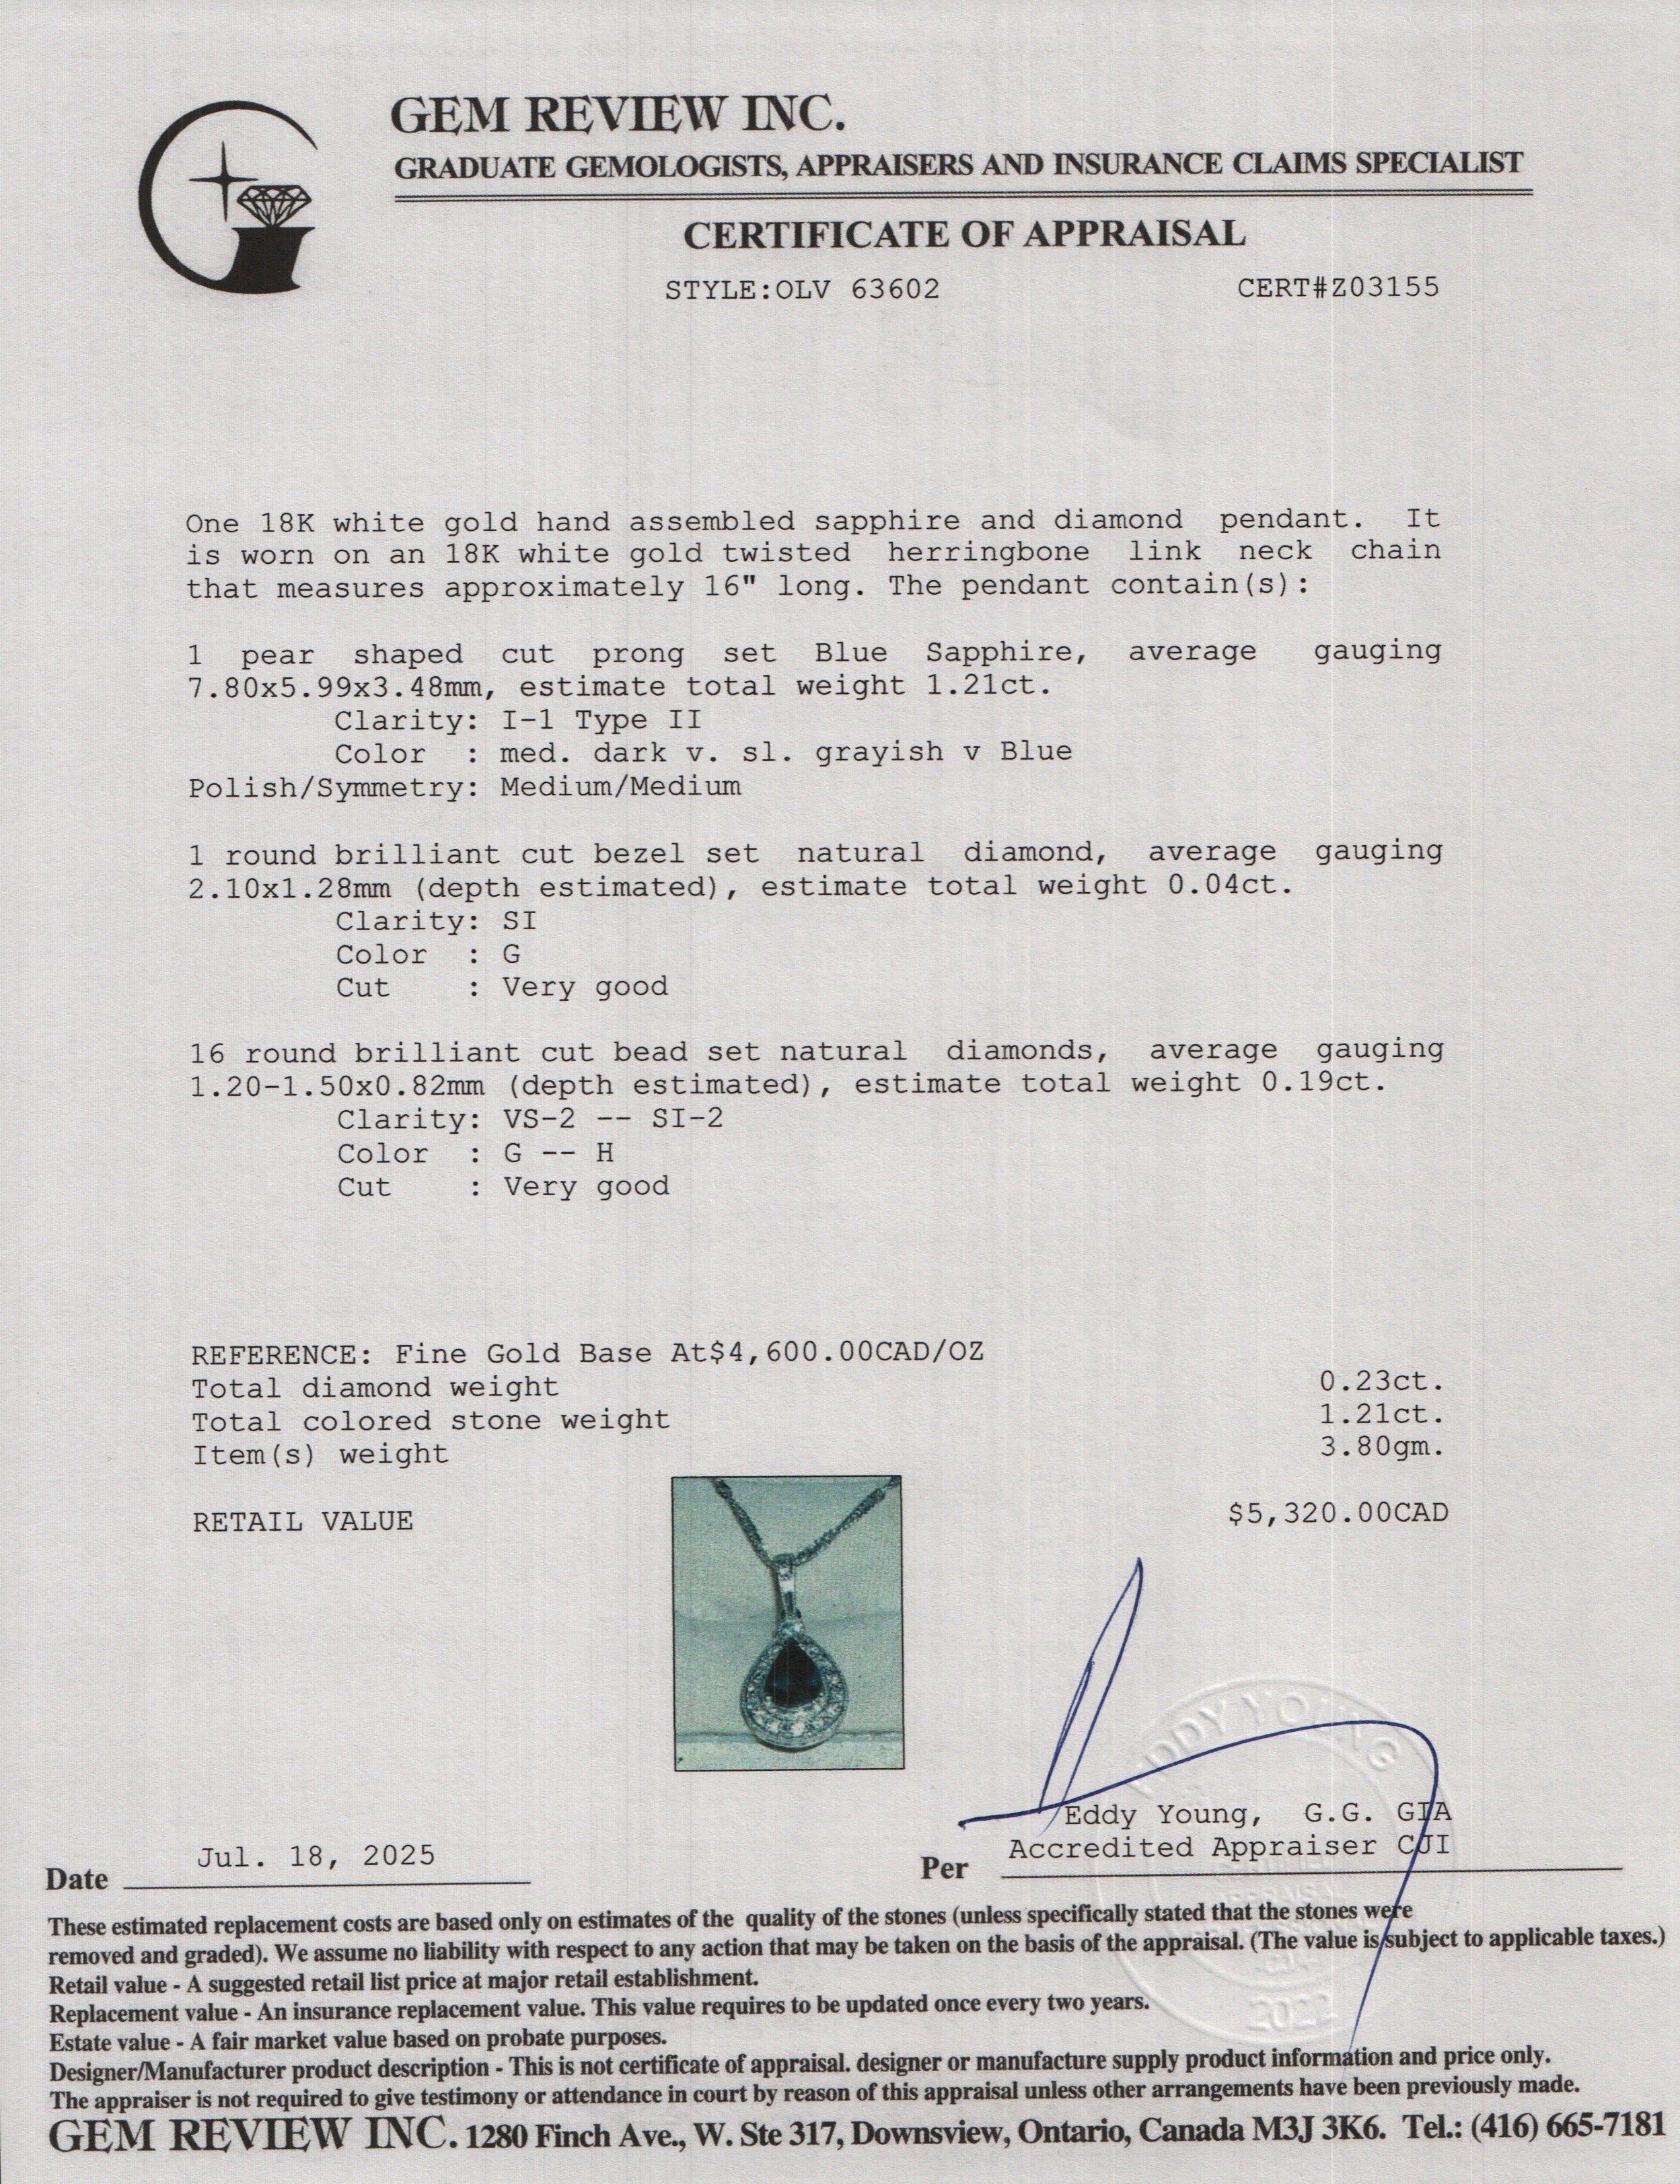 GEM REVIEW INC.
GRADUATE GEMOLOGISTS, APPRAISERS AND INSURANCE CLAIMS SPECIALIST
CERTIFICATE OF APPRAISAL
STYLE:OLV 63602 CERT#Z03155
One 18K white gold hand assembled sapphire and diamond pendant. It
is worn on an 18K white gold twisted herringbone link neck chain
that measures approximately 16" long. The pendant contain(s):
1 pear shaped cut prong set Blue Sapphire, average gauging
7.80x5.99x3.48mm, estimate total weight 1.21ct.
Clarity: I-1 Type II
Color : med. dark v. sl. grayish v Blue
Polish/Symmetry: Medium/Medium
1 round brilliant cut bezel set natural diamond, average gauging
2.10x1.28mm (depth estimated), estimate total weight 0.04ct.
Clarity: SI
Color : G
Cut : Very good
16 round brilliant cut bead set natural diamonds, average gauging
1.20-1.50x0.82mm (depth estimated), estimate total weight 0.19ct.
Clarity: VS-2 -- SI-2
Color : G -- H
Cut : Very good
REFERENCE: Fine Gold Base At$4,600.00CAD/OZ
Total diamond weight 0.23ct.
Total colored stone weight 1.21ct.
Item(s) weight 3.80gm.
RETAIL VALUE $5,320.00CAD
EDDY YOUNG
Eddy Young, G.G. GIA
Accredited Appraiser CJI
Date Jul. 18, 2025 Per
2022
These estimated replacement costs are based only on estimates of the quality of the stones (unless specifically stated that the stones were
removed and graded). We assume no liability with respect to any action that may be taken on the basis of the appraisal. (The value is subject to applicable taxes.)
Retail value - A suggested retail list price at major retail establishment.
Replacement value - An insurance replacement value. This value requires to be updated once every two years.
Estate value - A fair market value based on probate purposes.
Designer/Manufacturer product description - This is not certificate of appraisal. designer or manufacture supply product information and price only.
The appraiser is not required to give testimony or attendance in court by reason of this appraisal unless other arrangements have been previously made.
GEM REVIEW INC. 1280 Finch Ave., W. Ste 317, Downsview, Ontario, Canada M3J 3K6. Tel.: (416) 665-7181